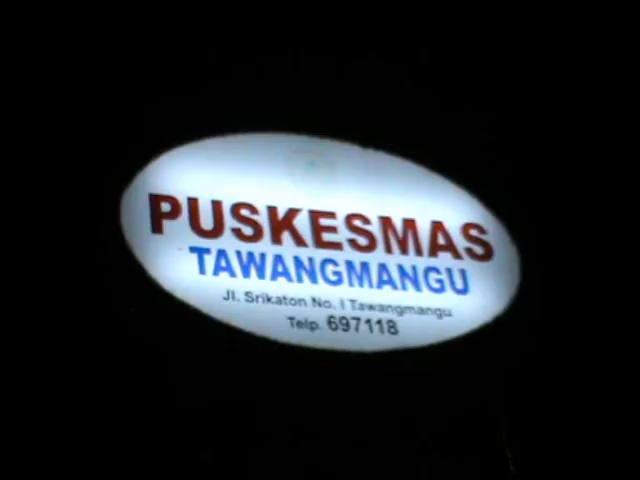 PUSKESMAS
TAWANGMANGU
Jl. Srikaton No. I Tawangmangu
Telp. 697118